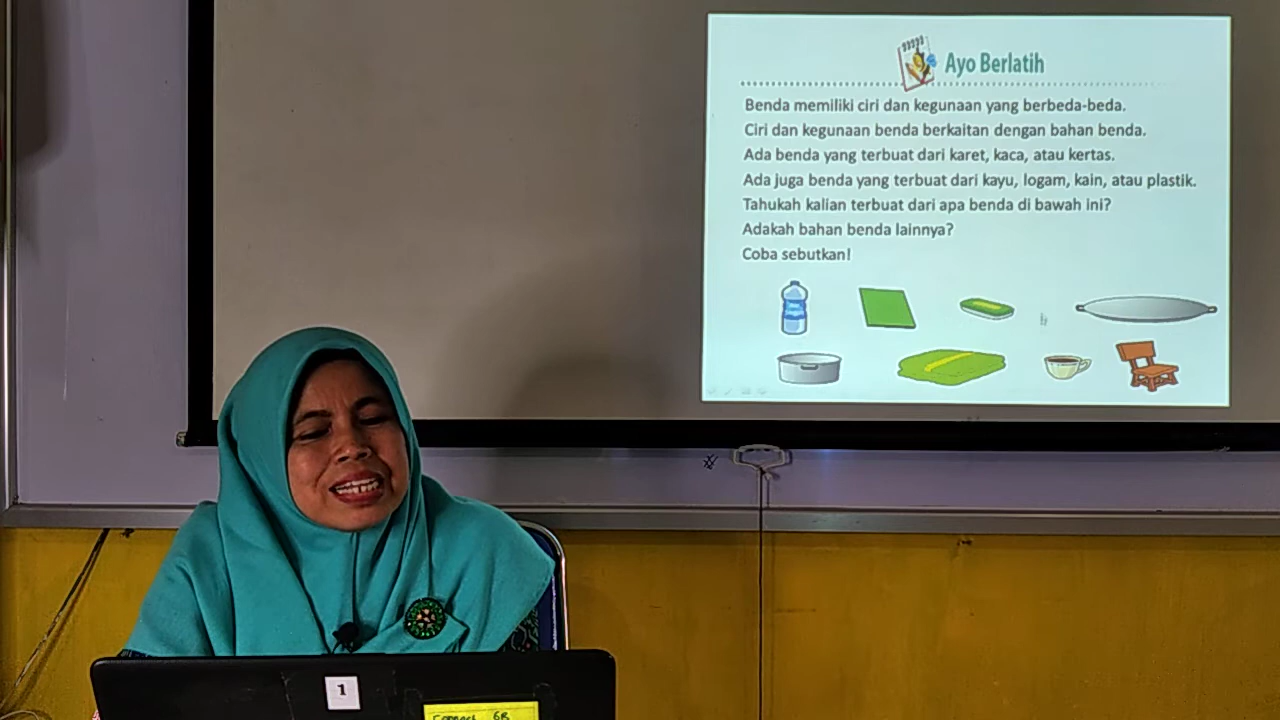 Ayo Berlatih
Benda memiliki ciri dan kegunaan yang berbeda-beda.
Ciri dan kegunaan benda berkaitan dengan bahan benda.
Ada benda yang terbuat dari karet, kaca, atau kertas.
Ada juga benda yang terbuat dari kayu, logam, kain, atau plastik.
Tahukah kalian terbuat dari apa benda di bawah ini?
Adakah bahan benda lainnya?
Coba sebutkan!
1